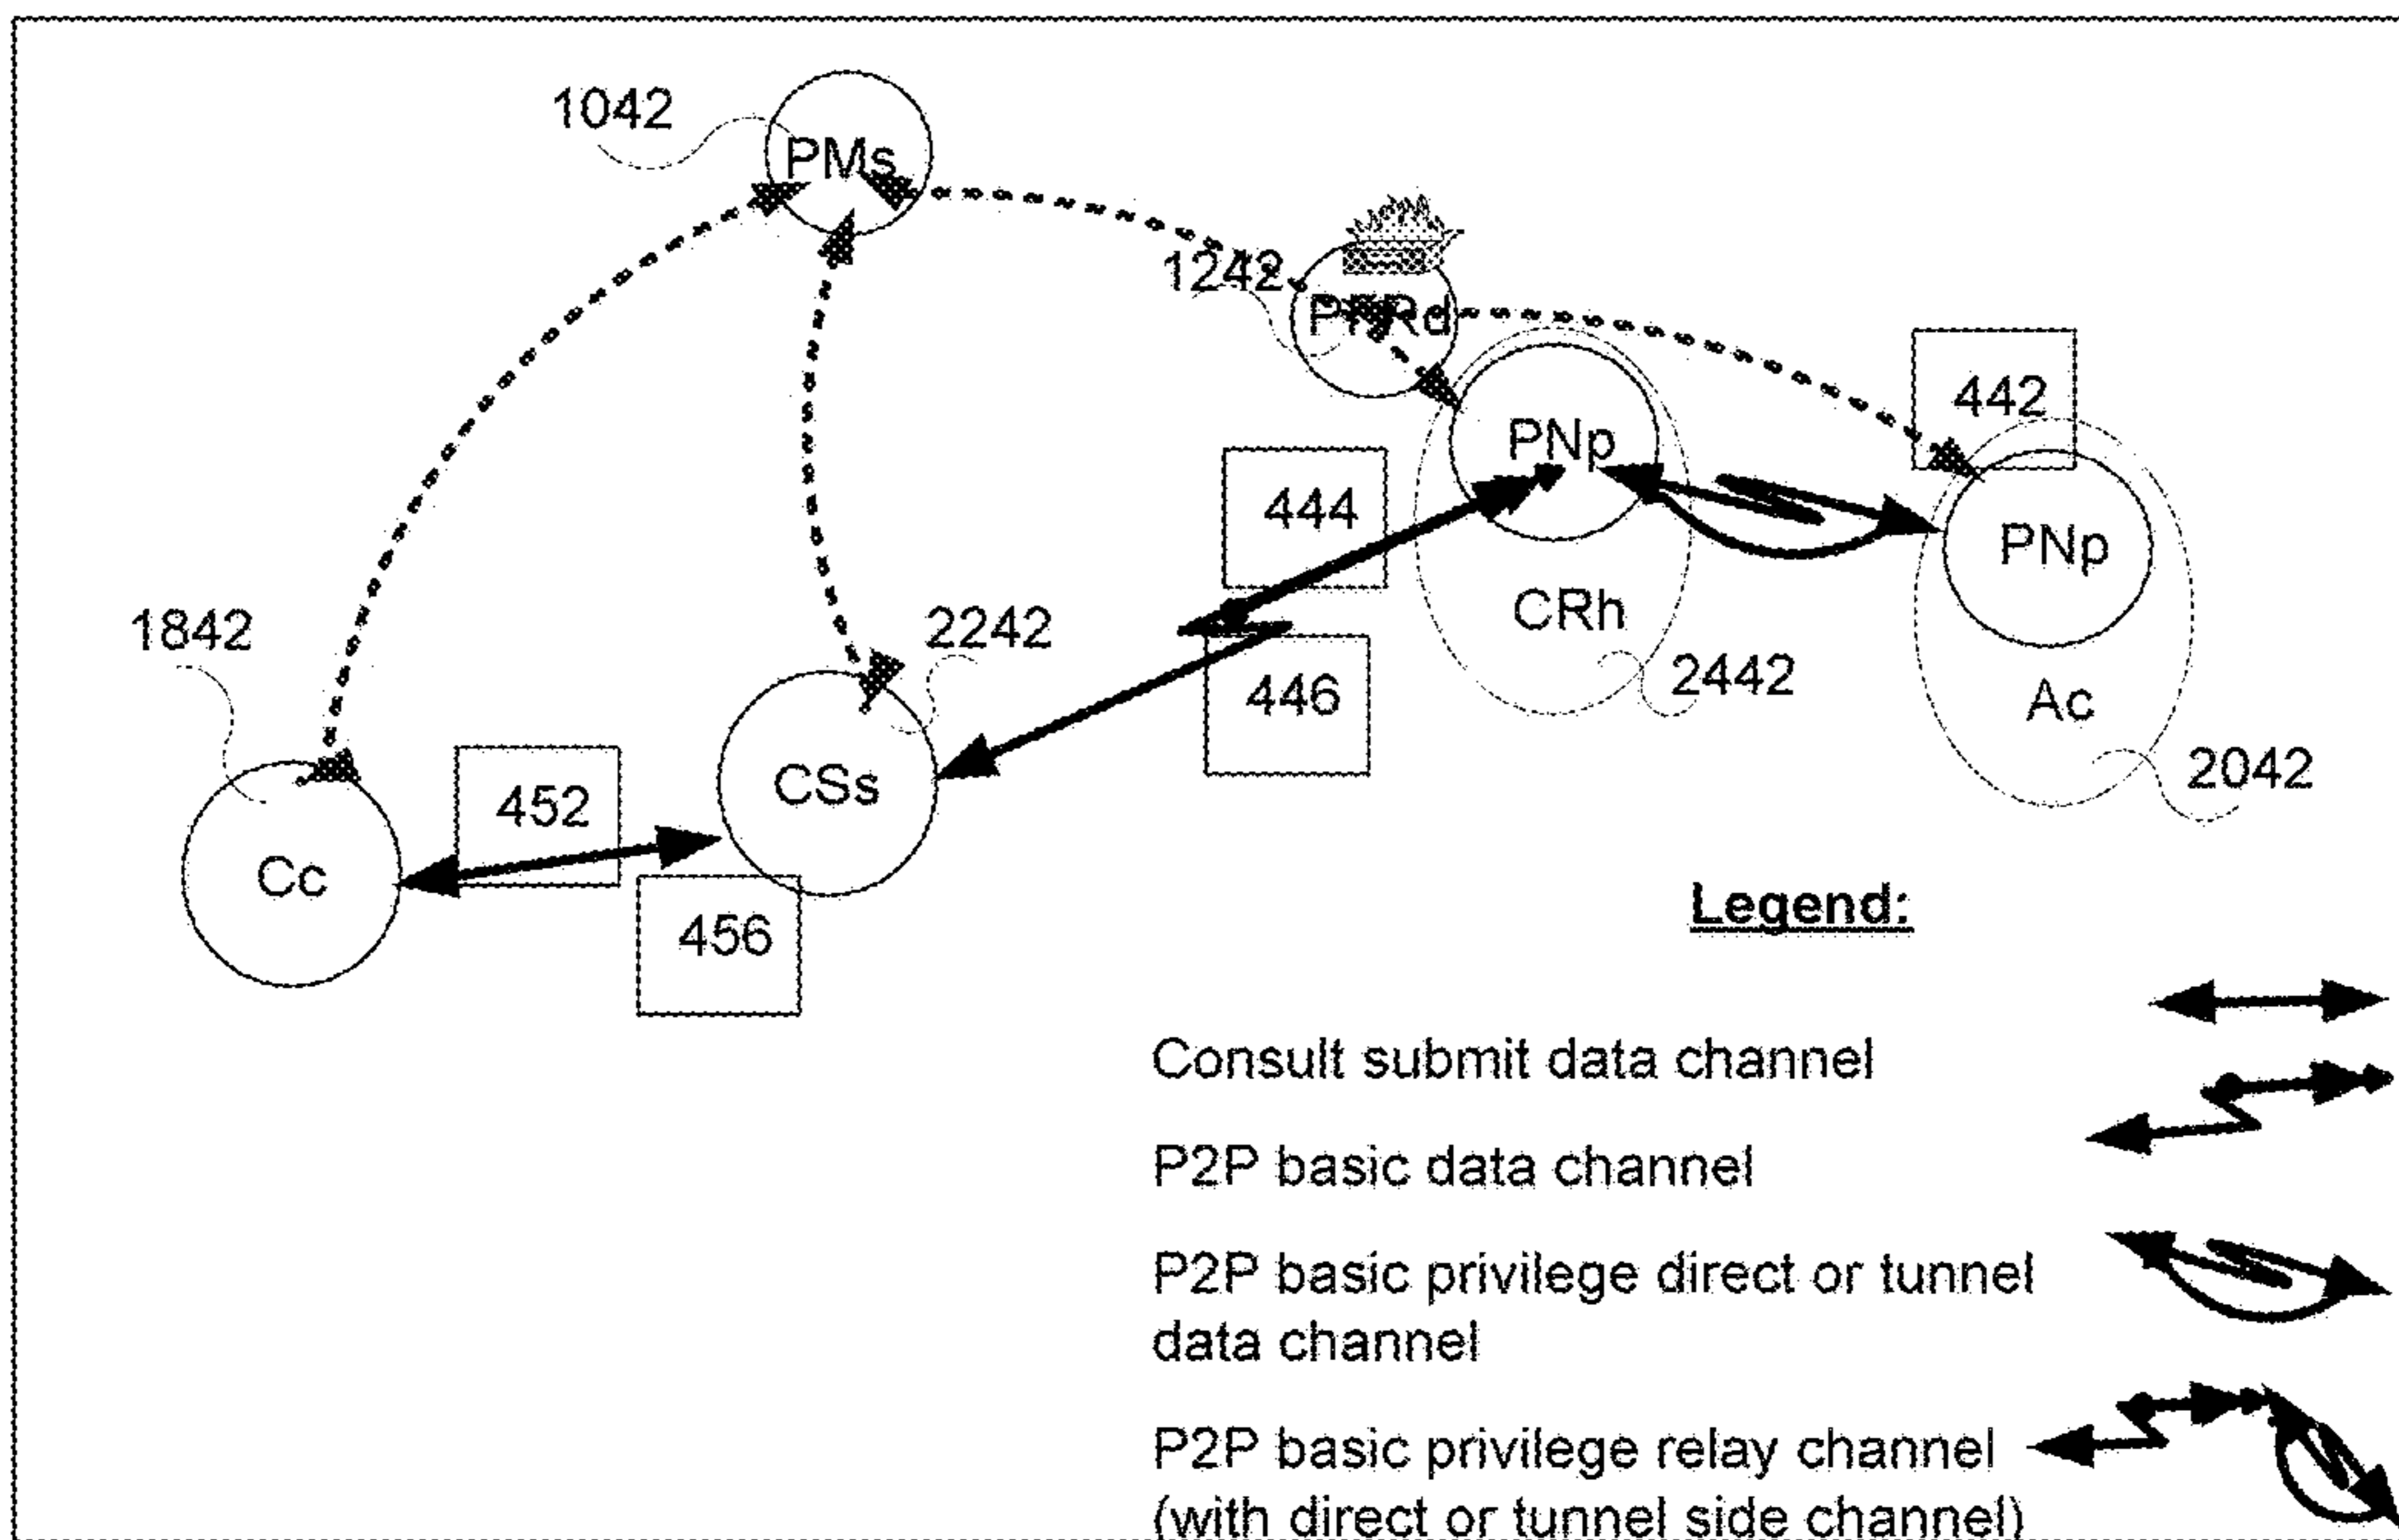 1042
PMs
1242
442
PNp
444
PNp
CRh
1842
2242
446
2442
Ac
2042
452
CSs
Cc
456
Legend:
Consult submit data channel
P2P basic data channel
P2P basic privilege direct or tunnel
data channel
P2P basic privilege relay channel
(with direct or tunnel side channel)